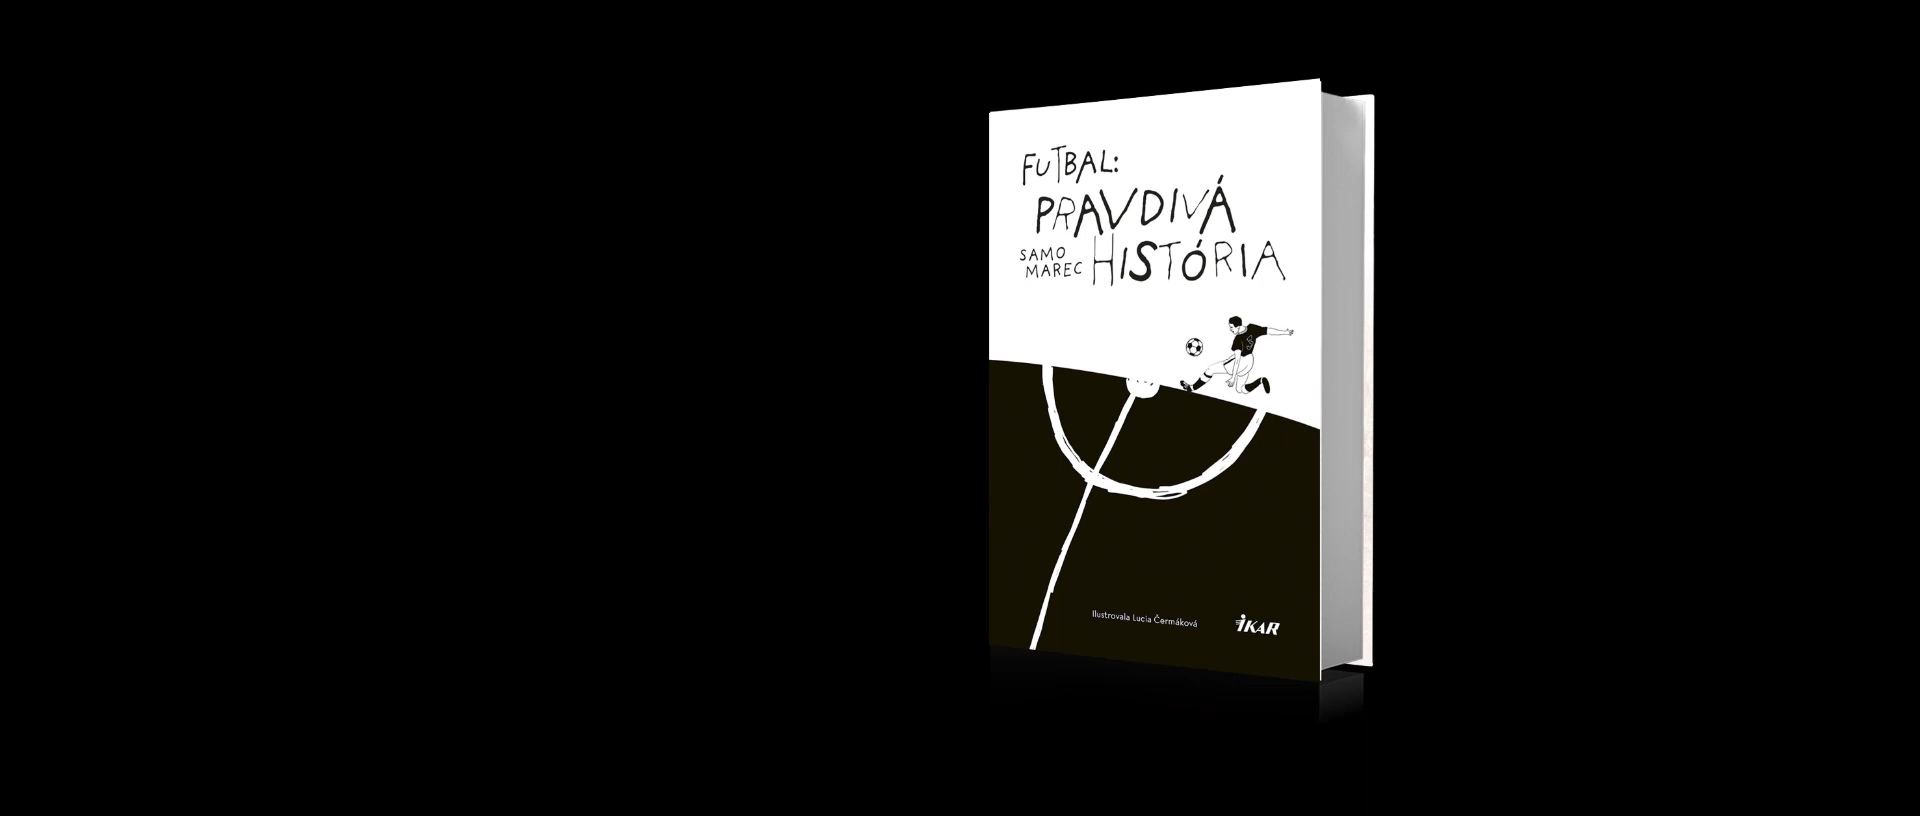 FUTBAL:
PRAVDIVÁ
SAMO
MAREC
HISTÓRIA
Ilustrovala Lucia Čermáková
iKAR